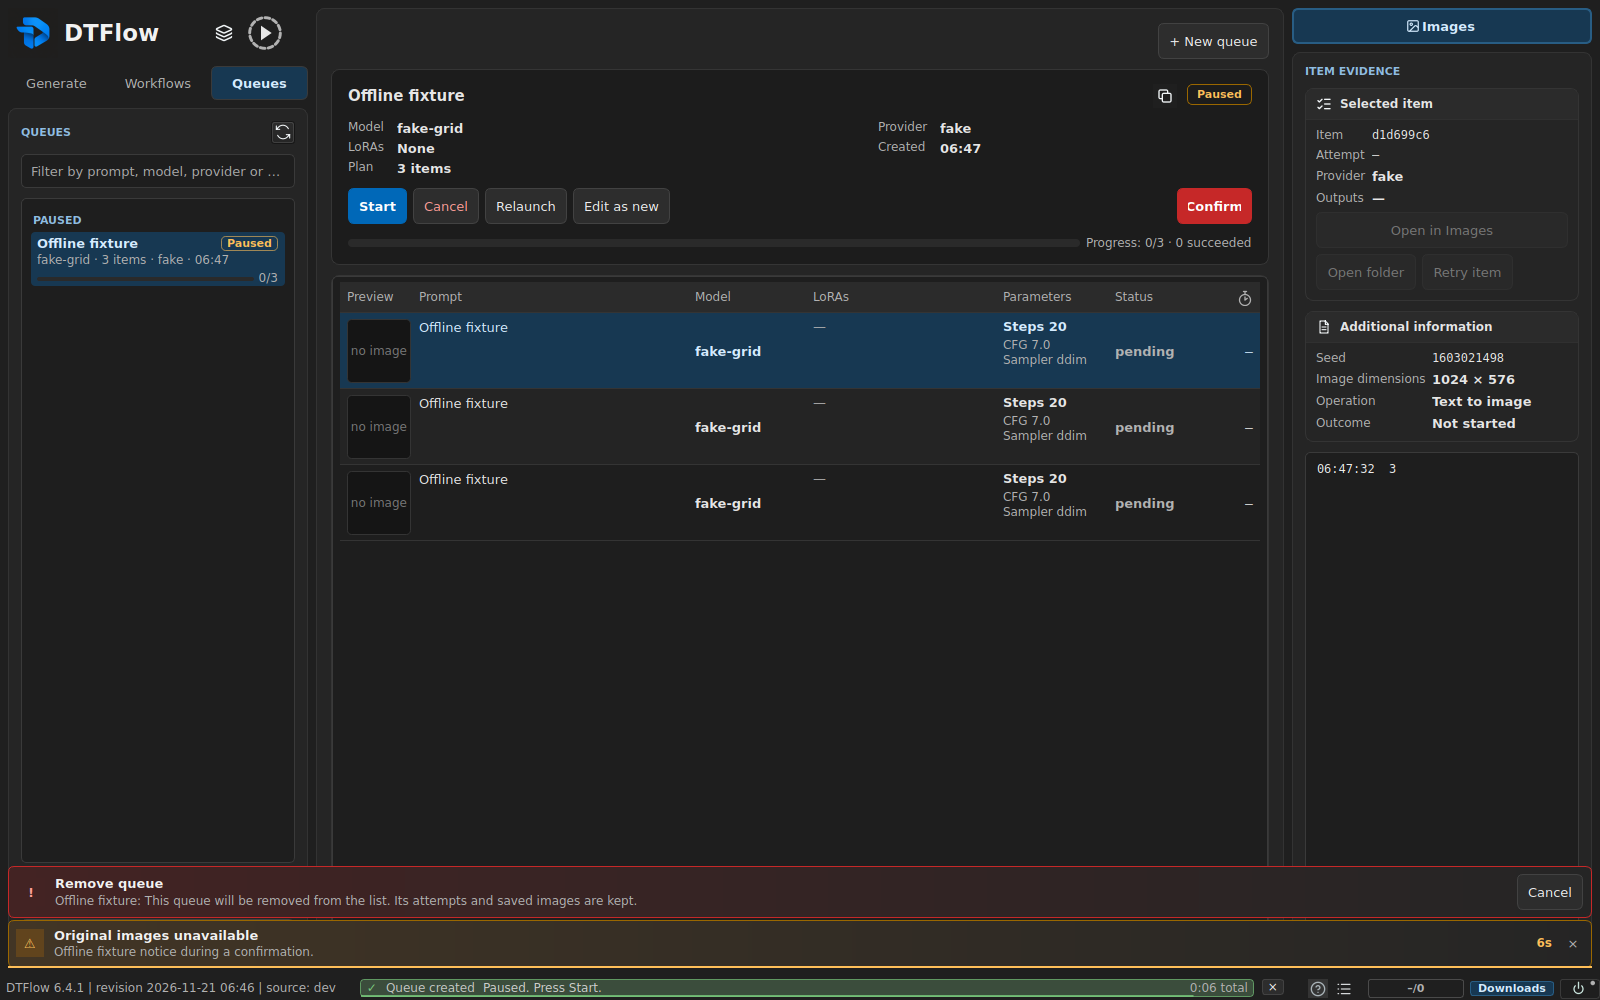 DTFlow
Generate Workflows Queues
QUEUES
Filter by prompt, model, provider or ...
PAUSED
Offline fixture Paused
fake-grid · 3 items · fake · 06:47
0/3
+ New queue
Offline fixture Paused
Model fake-grid Provider fake
LoRAs None Created 06:47
Plan 3 items
Start Cancel Relaunch Edit as new Confirm
Progress: 0/3 · 0 succeeded
Preview Prompt Model LoRAs Parameters Status
no image Offline fixture fake-grid — Steps 20 CFG 7.0 Sampler ddim pending —
no image Offline fixture fake-grid — Steps 20 CFG 7.0 Sampler ddim pending —
no image Offline fixture fake-grid — Steps 20 CFG 7.0 Sampler ddim pending —
Images
ITEM EVIDENCE
Selected item
Item d1d699c6
Attempt —
Provider fake
Outputs —
Open in Images
Open folder Retry item
Additional information
Seed 1603021498
Image dimensions 1024 × 576
Operation Text to image
Outcome Not started
06:47:32 3
! Remove queue
Offline fixture: This queue will be removed from the list. Its attempts and saved images are kept.
Cancel
Original images unavailable
Offline fixture notice during a confirmation.
6s ×
DTFlow 6.4.1 | revision 2026-11-21 06:46 | source: dev
✓ Queue created Paused. Press Start. 0:06 total ×
–/0 Downloads